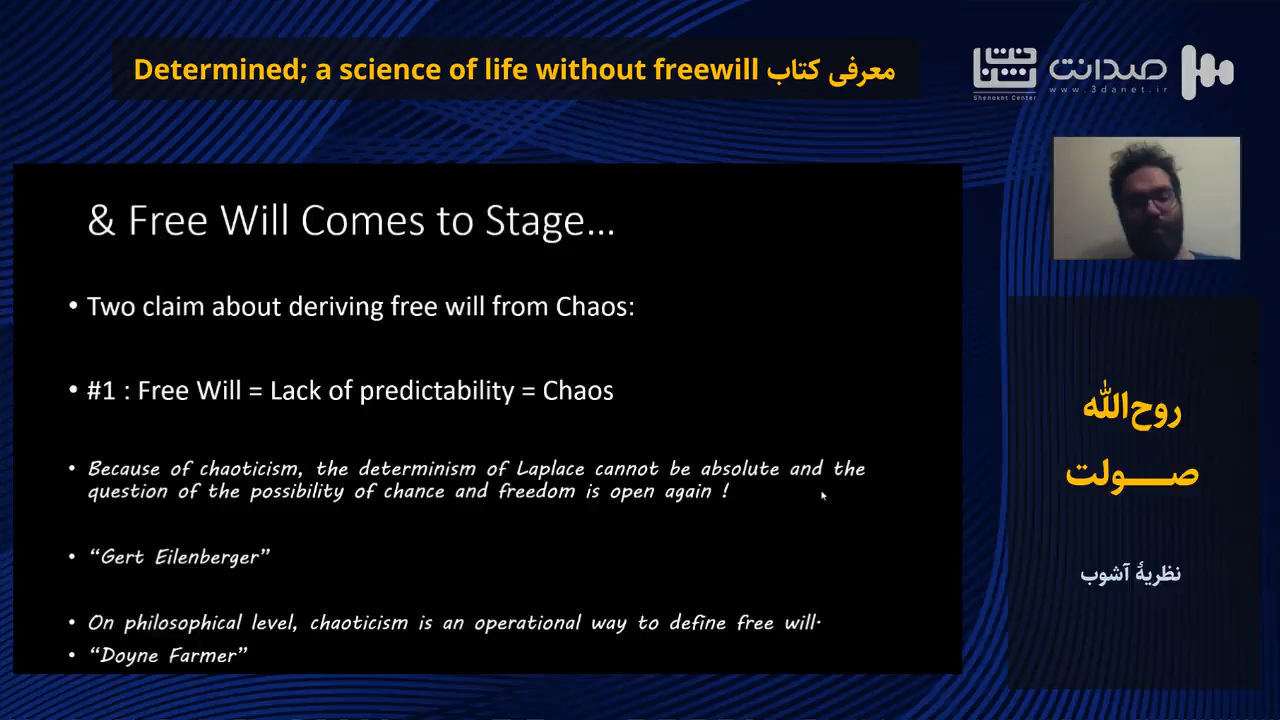 معرفی کتاب Determined; a science of life without freewill
صدانت
www.3danet.ir
شناخت
Shenakht Center
& Free Will Comes to Stage...
• Two claim about deriving free will from Chaos:
• #1 : Free Will = Lack of predictability = Chaos
• Because of chaoticism, the determinism of Laplace cannot be absolute and the
question of the possibility of chance and freedom is open again !
• “Gert Eilenberger”
• On philosophical level, chaoticism is an operational way to define free will.
• “Doyne Farmer”
روح‌الله
صـــولت
نظریهٔ آشوب